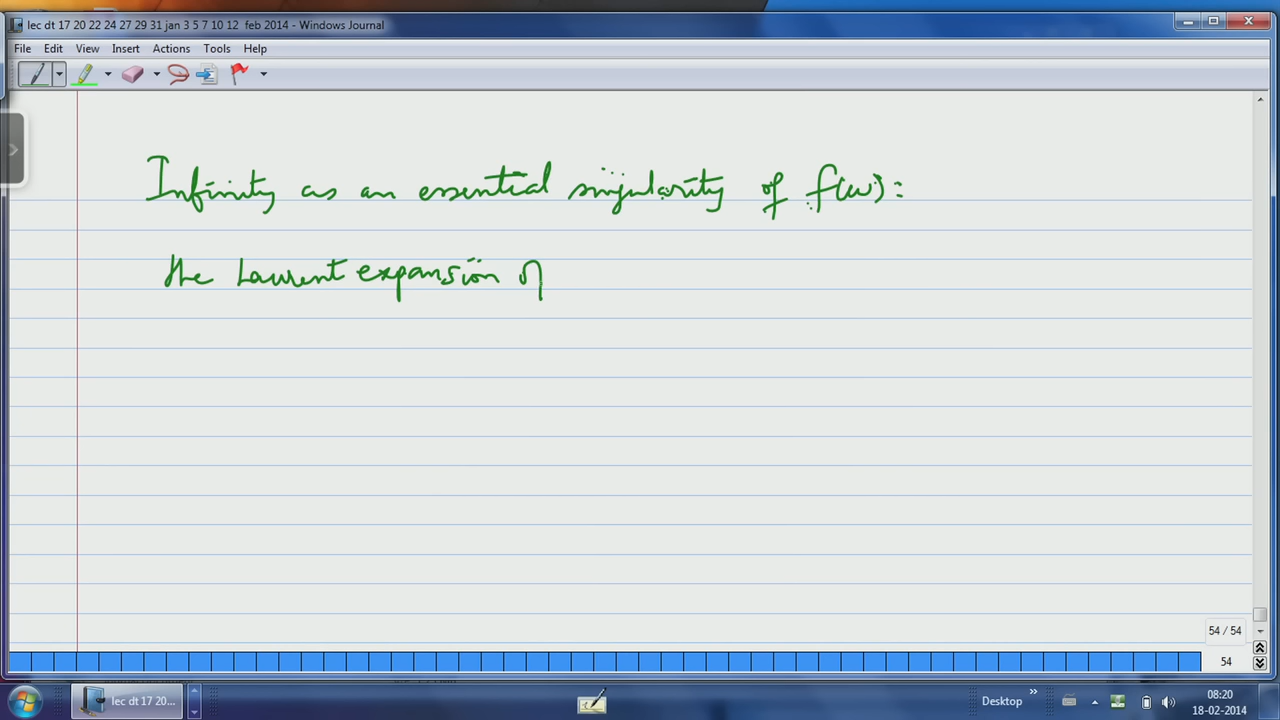 lec dt 17 20 22 24 27 29 31 jan 3 5 7 10 12 feb 2014 - Windows Journal
File Edit View Insert Actions Tools Help
Infinity as an essential singularity of f(w):
the Laurent expansion of
54 / 54
54
lec dt 17 20...
Desktop
08:20
18-02-2014